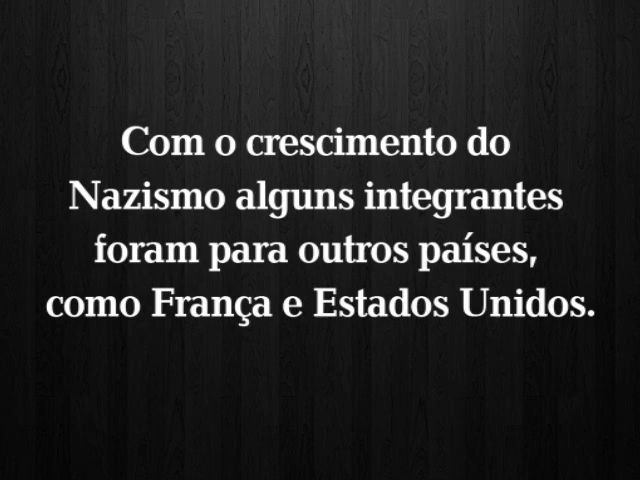 Com o crescimento do
Nazismo alguns integrantes
foram para outros países,
como França e Estados Unidos.